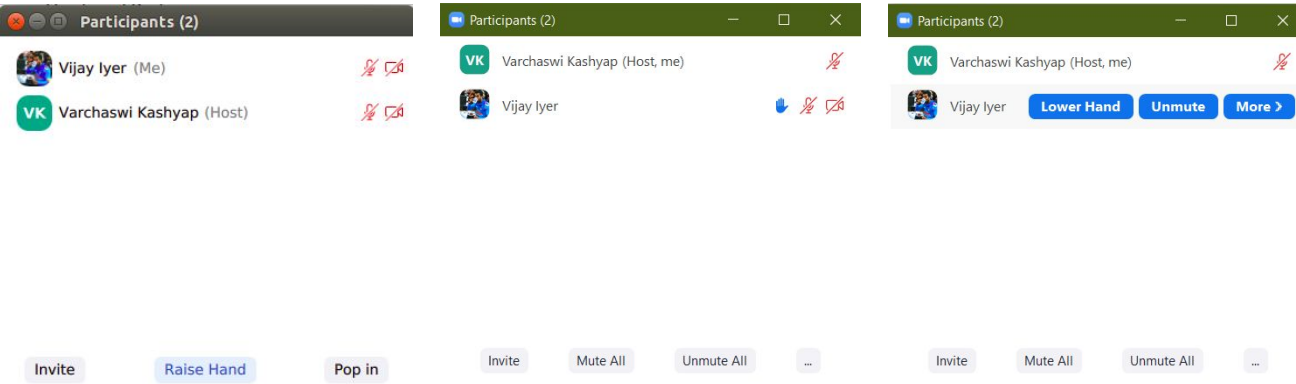 Participants (2)
Vijay Iyer (Me)
VK Varchaswi Kashyap (Host)
Invite Raise Hand Pop in
Participants (2)
VK Varchaswi Kashyap (Host, me)
Vijay Iyer
Invite Mute All Unmute All ...
Participants (2)
VK Varchaswi Kashyap (Host, me)
Vijay Iyer Lower Hand Unmute More >
Invite Mute All Unmute All ...